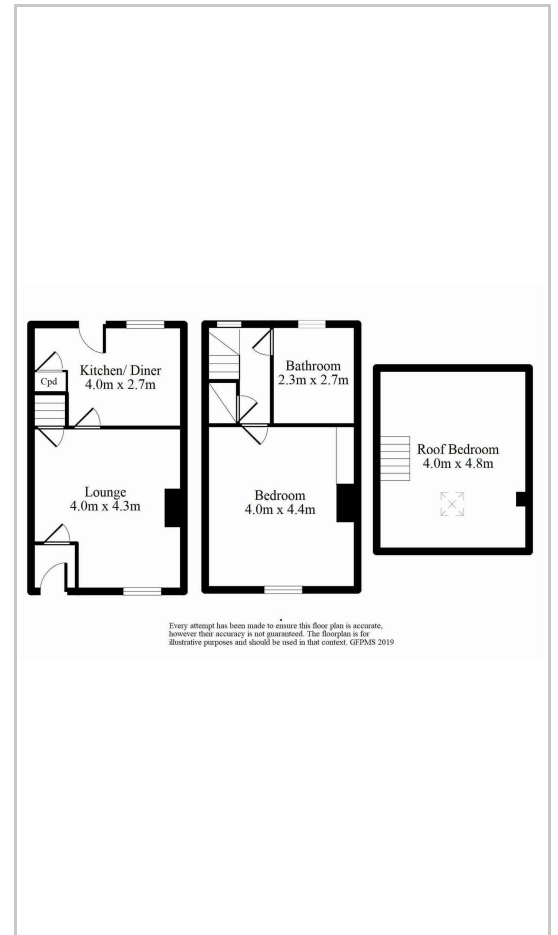 Kitchen/ Diner
4.0m x 2.7m
Cpd
Lounge
4.0m x 4.3m
Bathroom
2.3m x 2.7m
Bedroom
4.0m x 4.4m
Roof Bedroom
4.0m x 4.8m
Every attempt has been made to ensure this floor plan is accurate,
however their accuracy is not guaranteed. The floorplan is for
illustrative purposes and should be used in that context. GFPMS 2019